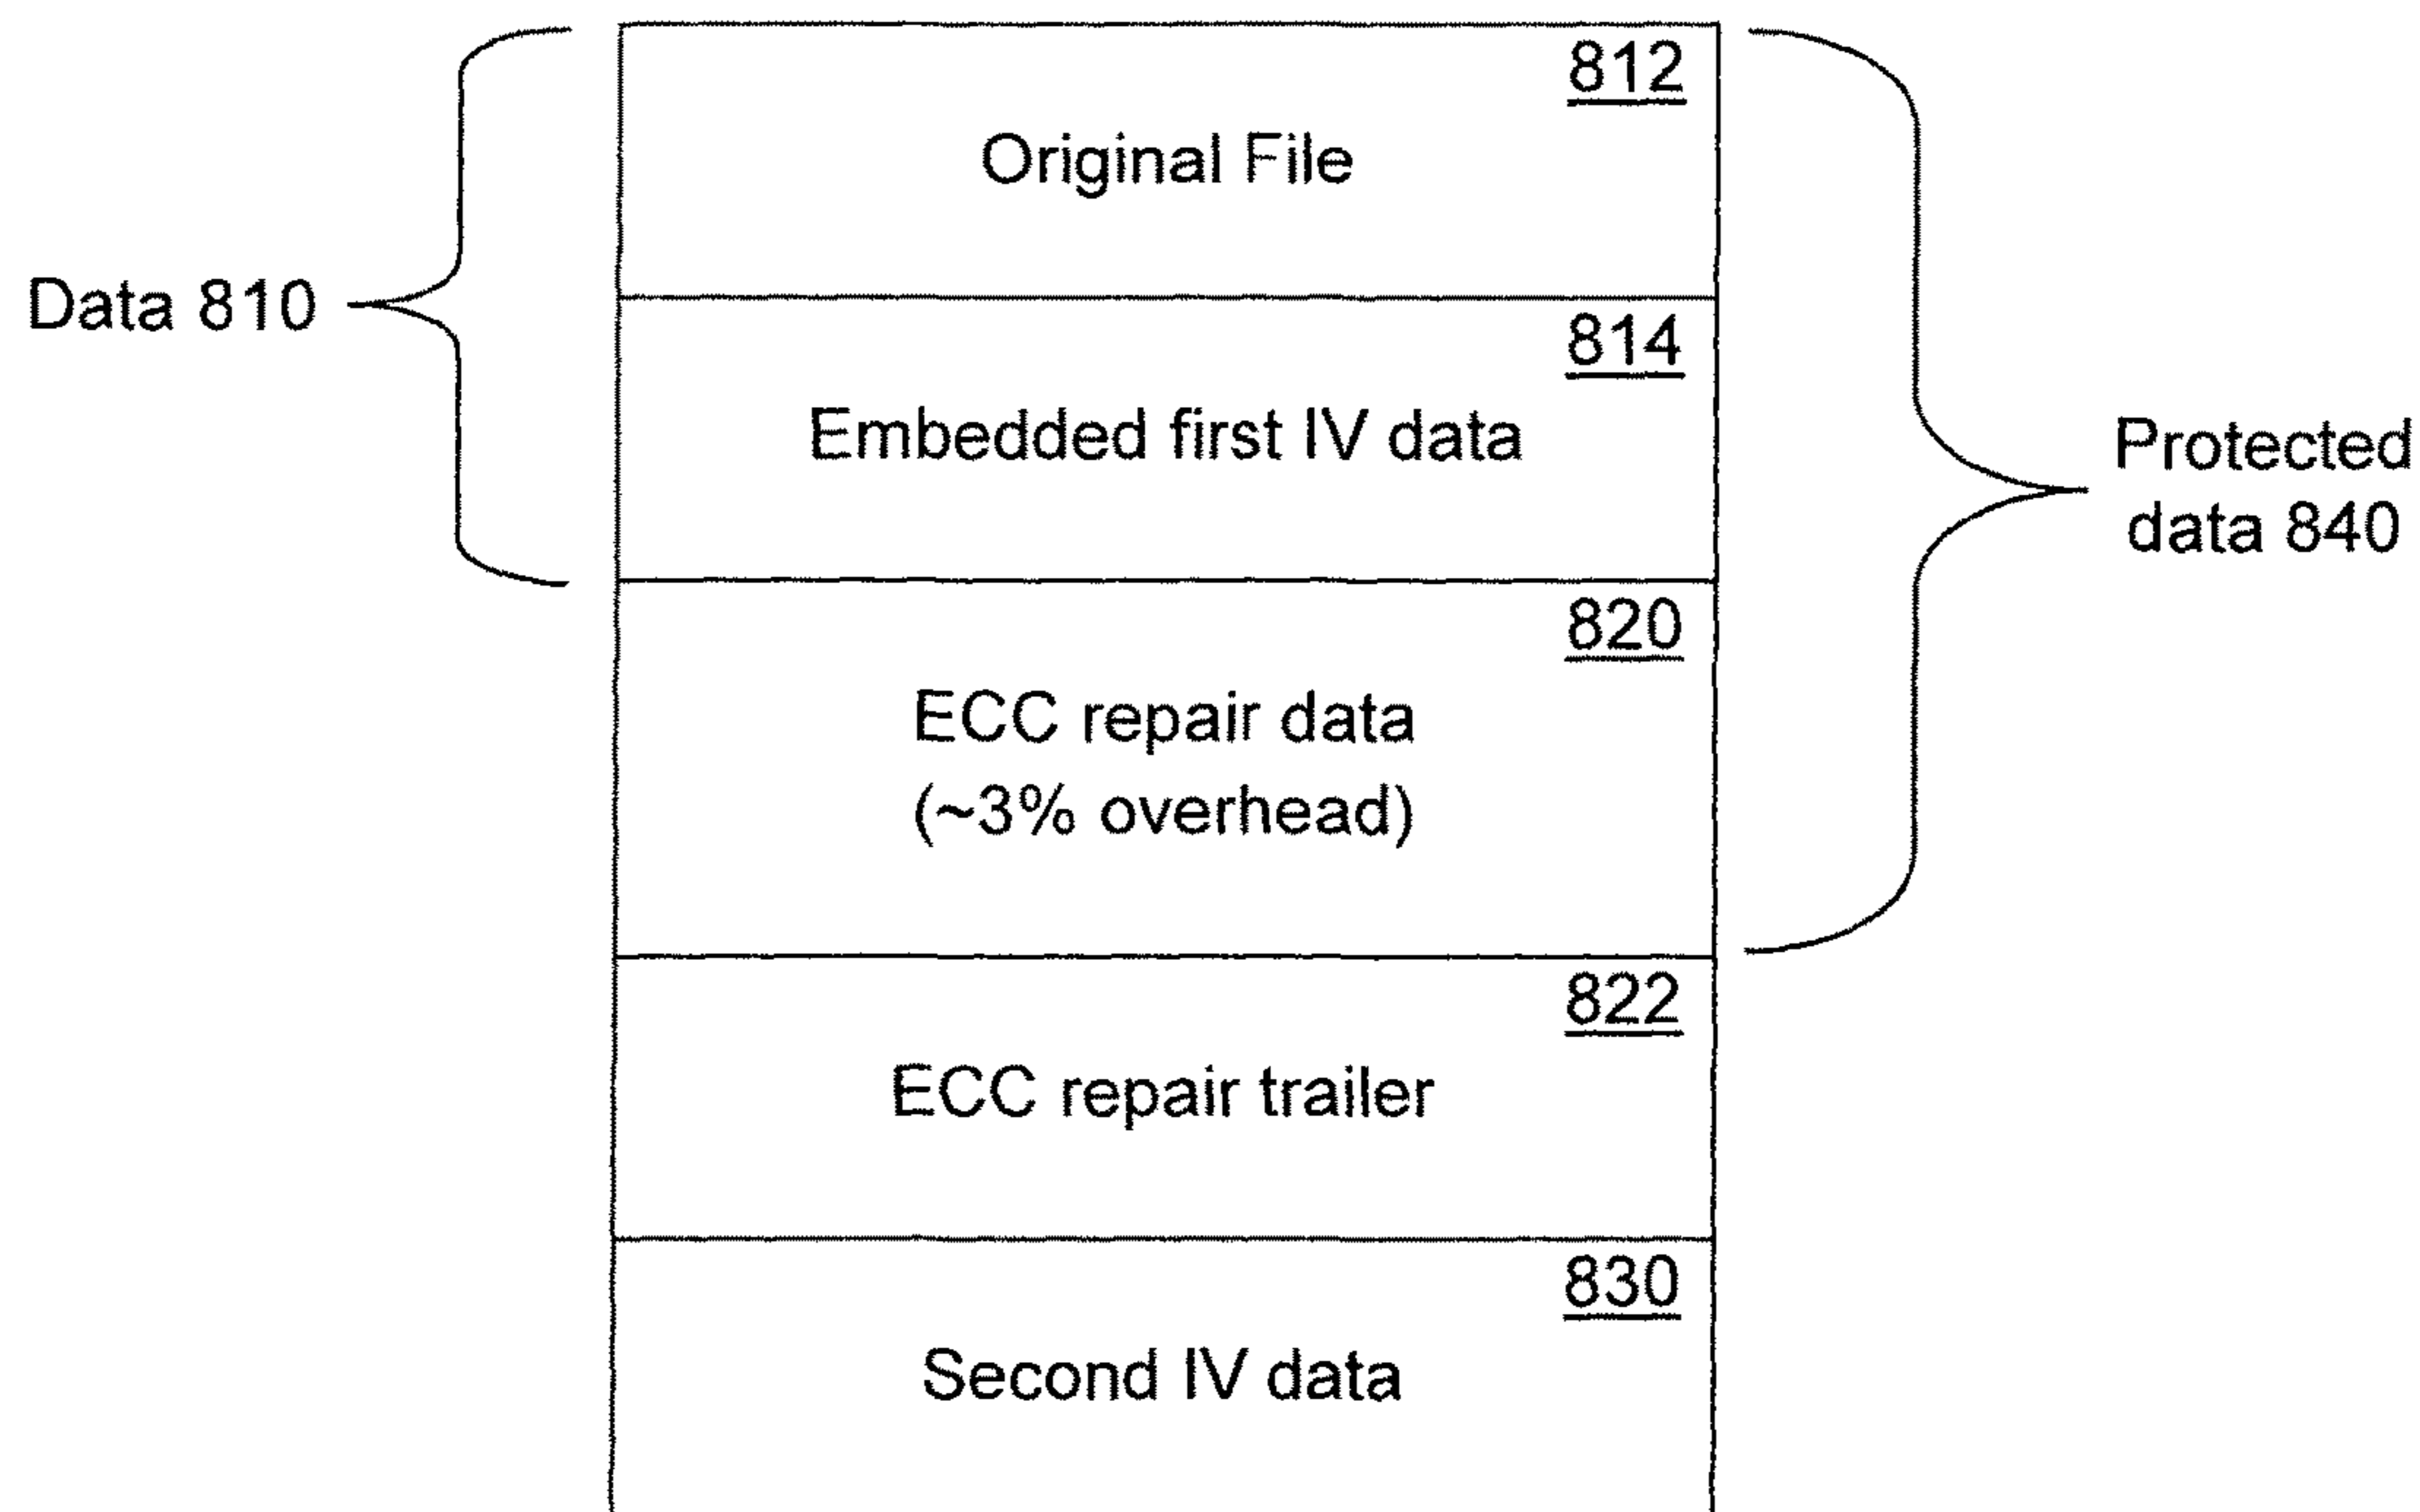 812
Original File
Data 810
814
Embedded first IV data
Protected
data 840
820
ECC repair data
(~3% overhead)
822
ECC repair trailer
830
Second IV data